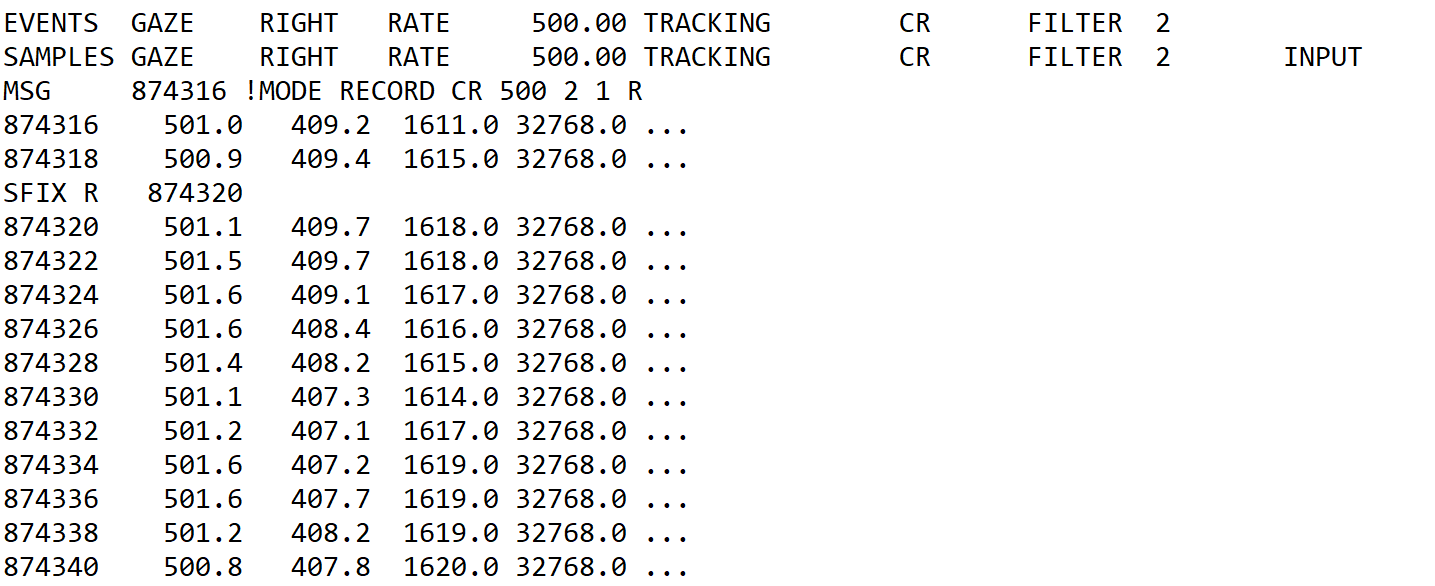 EVENTS  GAZE    RIGHT   RATE     500.00 TRACKING        CR      FILTER  2
SAMPLES GAZE    RIGHT   RATE     500.00 TRACKING        CR      FILTER  2       INPUT
MSG     874316 !MODE RECORD CR 500 2 1 R
874316    501.0   409.2  1611.0 32768.0 ...
874318    500.9   409.4  1615.0 32768.0 ...
SFIX R   874320
874320    501.1   409.7  1618.0 32768.0 ...
874322    501.5   409.7  1618.0 32768.0 ...
874324    501.6   409.1  1617.0 32768.0 ...
874326    501.6   408.4  1616.0 32768.0 ...
874328    501.4   408.2  1615.0 32768.0 ...
874330    501.1   407.3  1614.0 32768.0 ...
874332    501.2   407.1  1617.0 32768.0 ...
874334    501.6   407.2  1619.0 32768.0 ...
874336    501.6   407.7  1619.0 32768.0 ...
874338    501.2   408.2  1619.0 32768.0 ...
874340    500.8   407.8  1620.0 32768.0 ...